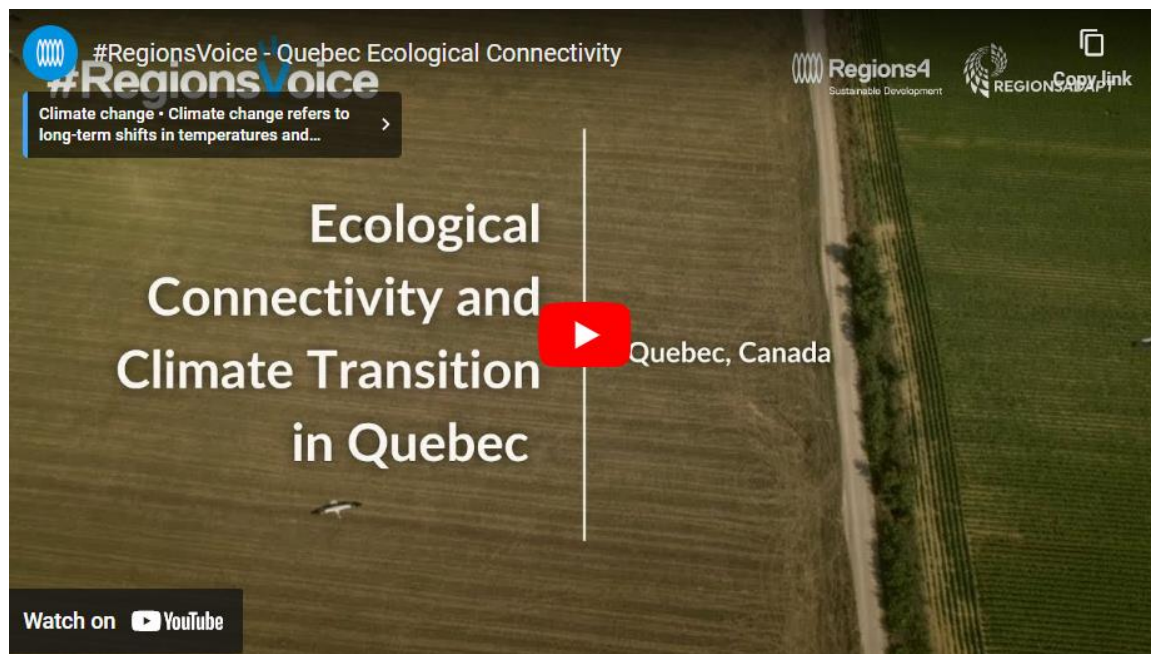 #RegionsVoice - Quebec Ecological Connectivity
#RegionsVoice
Regions4
Sustainable Development
REGIONSADAPT
Copy link
Climate change • Climate change refers to
long-term shifts in temperatures and...
Ecological
Connectivity and
Climate Transition
in Quebec
Quebec, Canada
Watch on YouTube